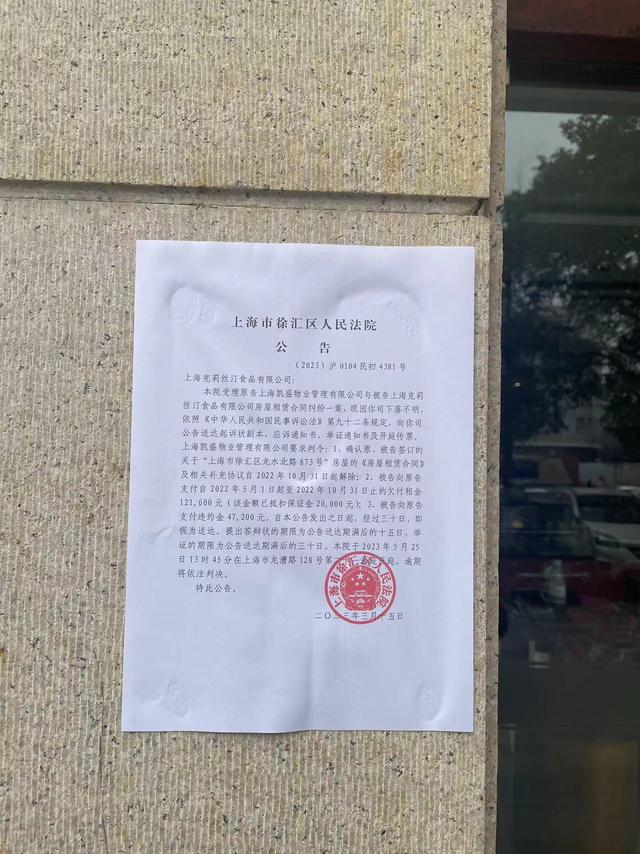 上海市徐汇区人民法院
公 告
（2023）沪 0104 民初 4381 号
上海克莉丝汀食品有限公司：
本院受理原告上海凯盛物业管理有限公司与被告上海克莉
丝汀食品有限公司房屋租赁合同纠纷一案，现因你司下落不明，
依照《中华人民共和国民事诉讼法》第九十二条规定，向你司
公告送达起诉状副本、应诉通知书、举证通知书及开庭传票。
上海凯盛物业管理有限公司要求判令：1、确认原、被告签订的
关于“上海市徐汇区龙水北路 873 号”房屋的《房屋租赁合同》
及相关补充协议自 2022 年 10 月 31 日起解除；2、被告向原告
支付自 2022 年 5 月 1 日起至 2022 年 10 月 31 日止的欠付租金
121,600 元（该金额已抵扣保证金 20,000 元）；3、被告向原告
支付违约金 47,200 元。自本公告发出之日起，经过三十日，即
视为送达。提出答辩状的期限为公告送达期满后的十五日，举
证的期限为公告送达期满后的三十日。本院于 2023 年 5 月 25
日 13 时 45 分在上海市龙漕路 128 号第 庭开庭。逾期
将依法判决。
特此公告。
上海市徐汇区人民法院
二〇二三年三月十五日